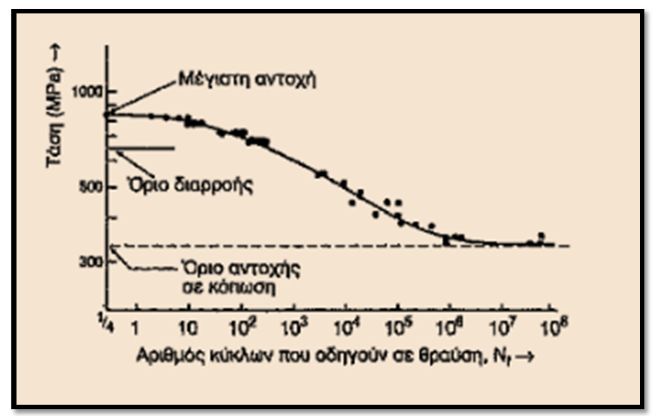 Τάση (MPa) →
1000
500
300
Μέγιστη αντοχή
Όριο διαρροής
Όριο αντοχής
σε κόπωση
¼ 1 10 10² 10³ 10⁴ 10⁵ 10⁶ 10⁷ 10⁸
Αριθμός κύκλων που οδηγούν σε θραύση, Nf →